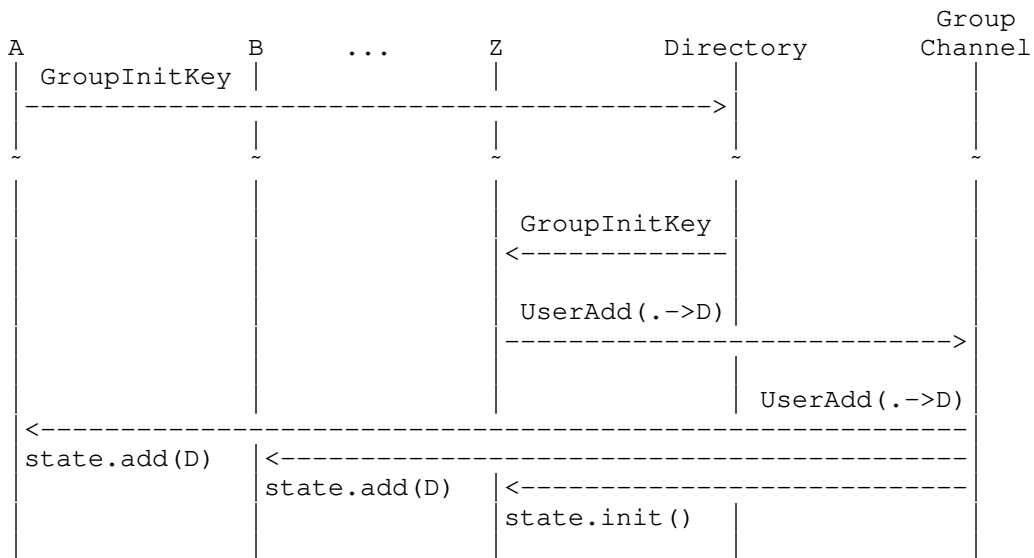 Group
A B ... Z Directory Channel
GroupInitKey
~ ~ ~ ~ ~
GroupInitKey
UserAdd(.->D)
UserAdd(.->D)
state.add(D)
state.add(D)
state.init()